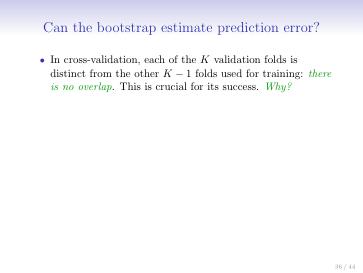 Can the bootstrap estimate prediction error?
• In cross-validation, each of the K validation folds is
distinct from the other K − 1 folds used for training: there
is no overlap. This is crucial for its success. Why?
36 / 44